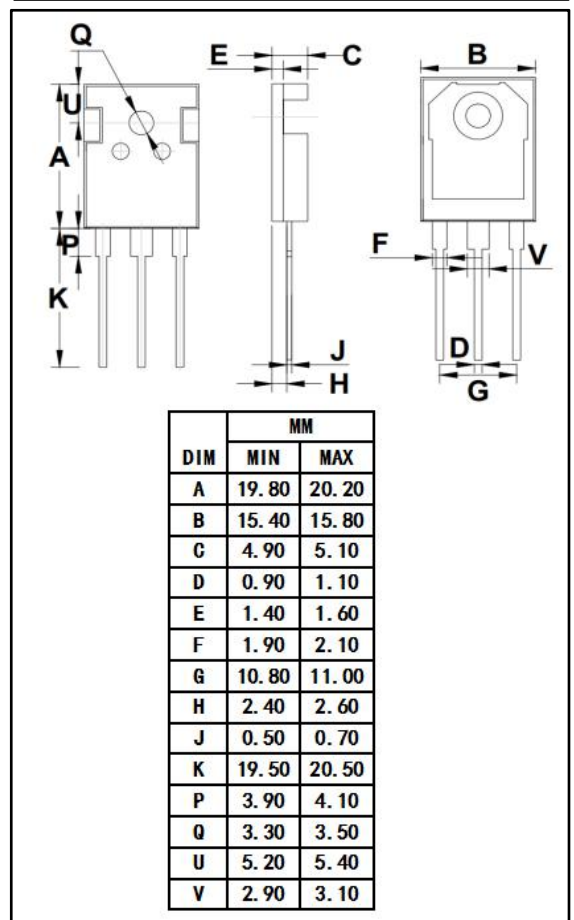 Q
E C B
U
A
P F V
K
J D
H G
MM
DIM MIN MAX
A 19.80 20.20
B 15.40 15.80
C 4.90 5.10
D 0.90 1.10
E 1.40 1.60
F 1.90 2.10
G 10.80 11.00
H 2.40 2.60
J 0.50 0.70
K 19.50 20.50
P 3.90 4.10
Q 3.30 3.50
U 5.20 5.40
V 2.90 3.10